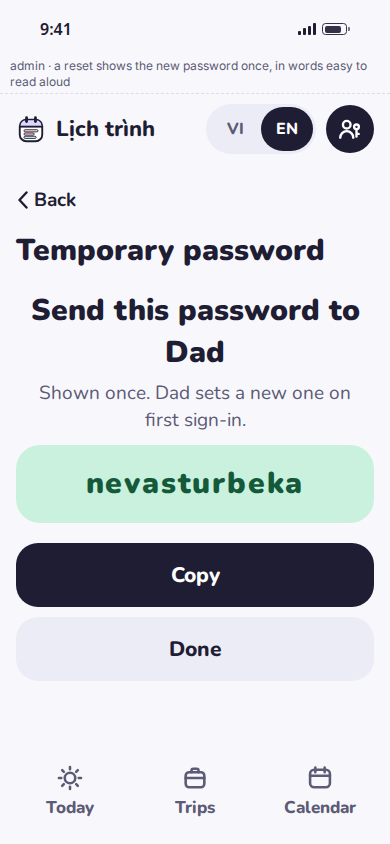 9:41
admin · a reset shows the new password once, in words easy to
read aloud
Lịch trình
VI
EN
Back
Temporary password
Send this password to
Dad
Shown once. Dad sets a new one on
first sign-in.
nevasturbeka
Copy
Done
Today
Trips
Calendar